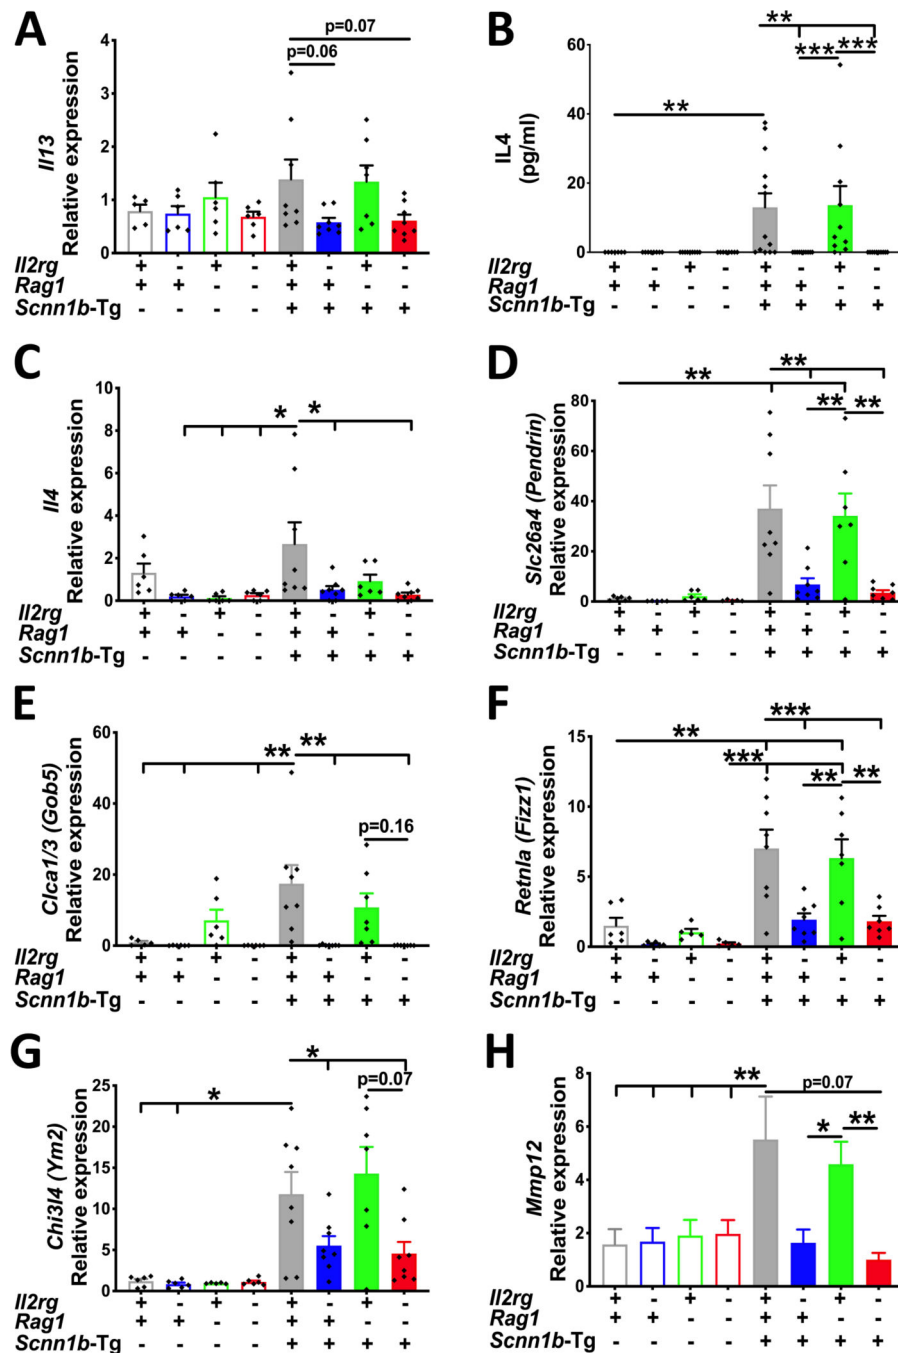 A
Il13
Relative expression
4
3
2
1
0
p=0.07
p=0.06
Il2rg + - + - + - + -
Rag1 + + - - + + - -
Scnn1b-Tg - - - - + + + +
B
IL4
(pg/ml)
60
40
20
0
** *** ***
**
Il2rg + - + - + - + -
Rag1 + + - - + + - -
Scnn1b-Tg - - - - + + + +
C
Il4
Relative expression
10
8
6
4
2
0
* *
Il2rg + - + - + - + -
Rag1 + + - - + + - -
Scnn1b-Tg - - - - + + + +
D
Slc26a4 (Pendrin)
Relative expression
80
60
40
20
0
** **
** **
Il2rg + - + - + - + -
Rag1 + + - - + + - -
Scnn1b-Tg - - - - + + + +
E
Clca1/3 (Gob5)
Relative expression
60
40
20
10
0
** **
p=0.16
Il2rg + - + - + - + -
Rag1 + + - - + + - -
Scnn1b-Tg - - - - + + + +
F
Retnla (Fizz1)
Relative expression
15
10
5
0
***
**
*** ** **
Il2rg + - + - + - + -
Rag1 + + - - + + - -
Scnn1b-Tg - - - - + + + +
G
Chi3l4 (Ym2)
Relative expression
25
20
15
10
5
0
*
p=0.07
*
Il2rg + - + - + - + -
Rag1 + + - - + + - -
Scnn1b-Tg - - - - + + + +
H
Mmp12
Relative expression
8
6
4
2
0
** p=0.07
* **
Il2rg + - + - + - + -
Rag1 + + - - + + - -
Scnn1b-Tg - - - - + + + +